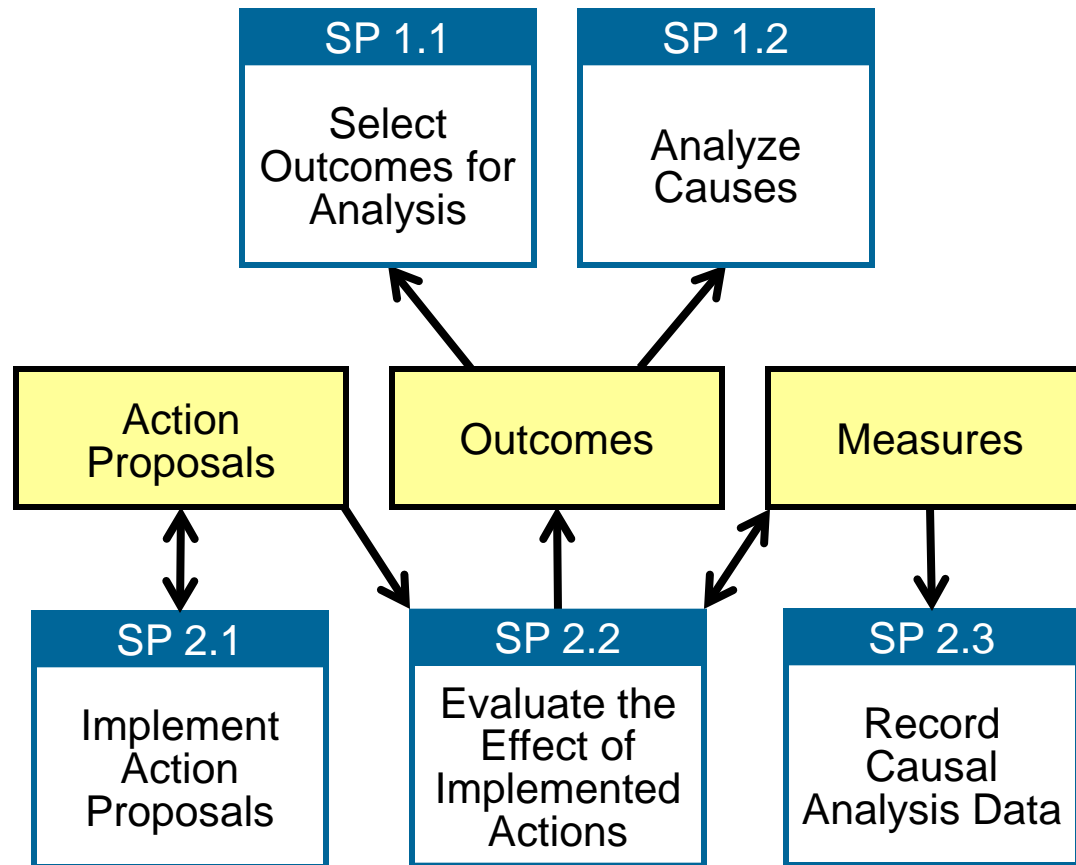 SP 1.1
Select
Outcomes for
Analysis
SP 1.2
Analyze
Causes
Action
Proposals
Outcomes
Measures
SP 2.1
Implement
Action
Proposals
SP 2.2
Evaluate the
Effect of
Implemented
Actions
SP 2.3
Record
Causal
Analysis Data